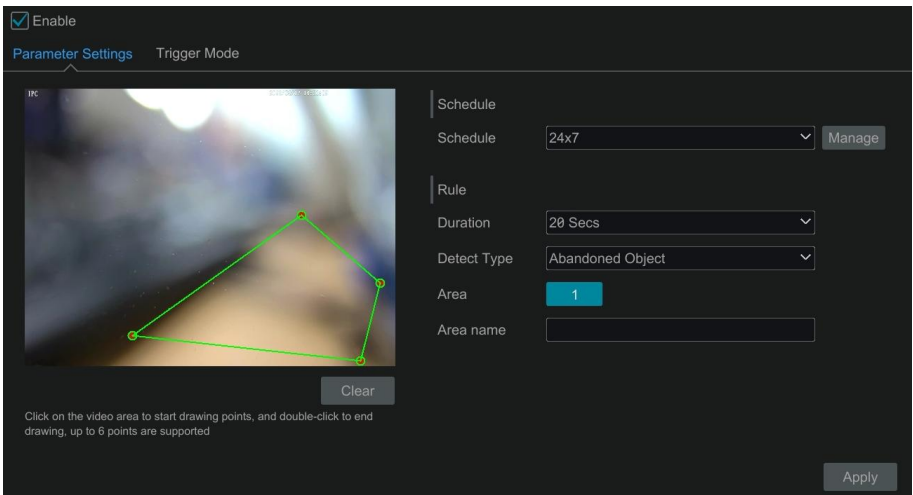 Enable
Parameter Settings Trigger Mode
IPC
Schedule
Schedule 24x7 Manage
Rule
Duration 20 Secs
Detect Type Abandoned Object
Area 1
Area name
Clear
Click on the video area to start drawing points, and double-click to end
drawing, up to 6 points are supported
Apply